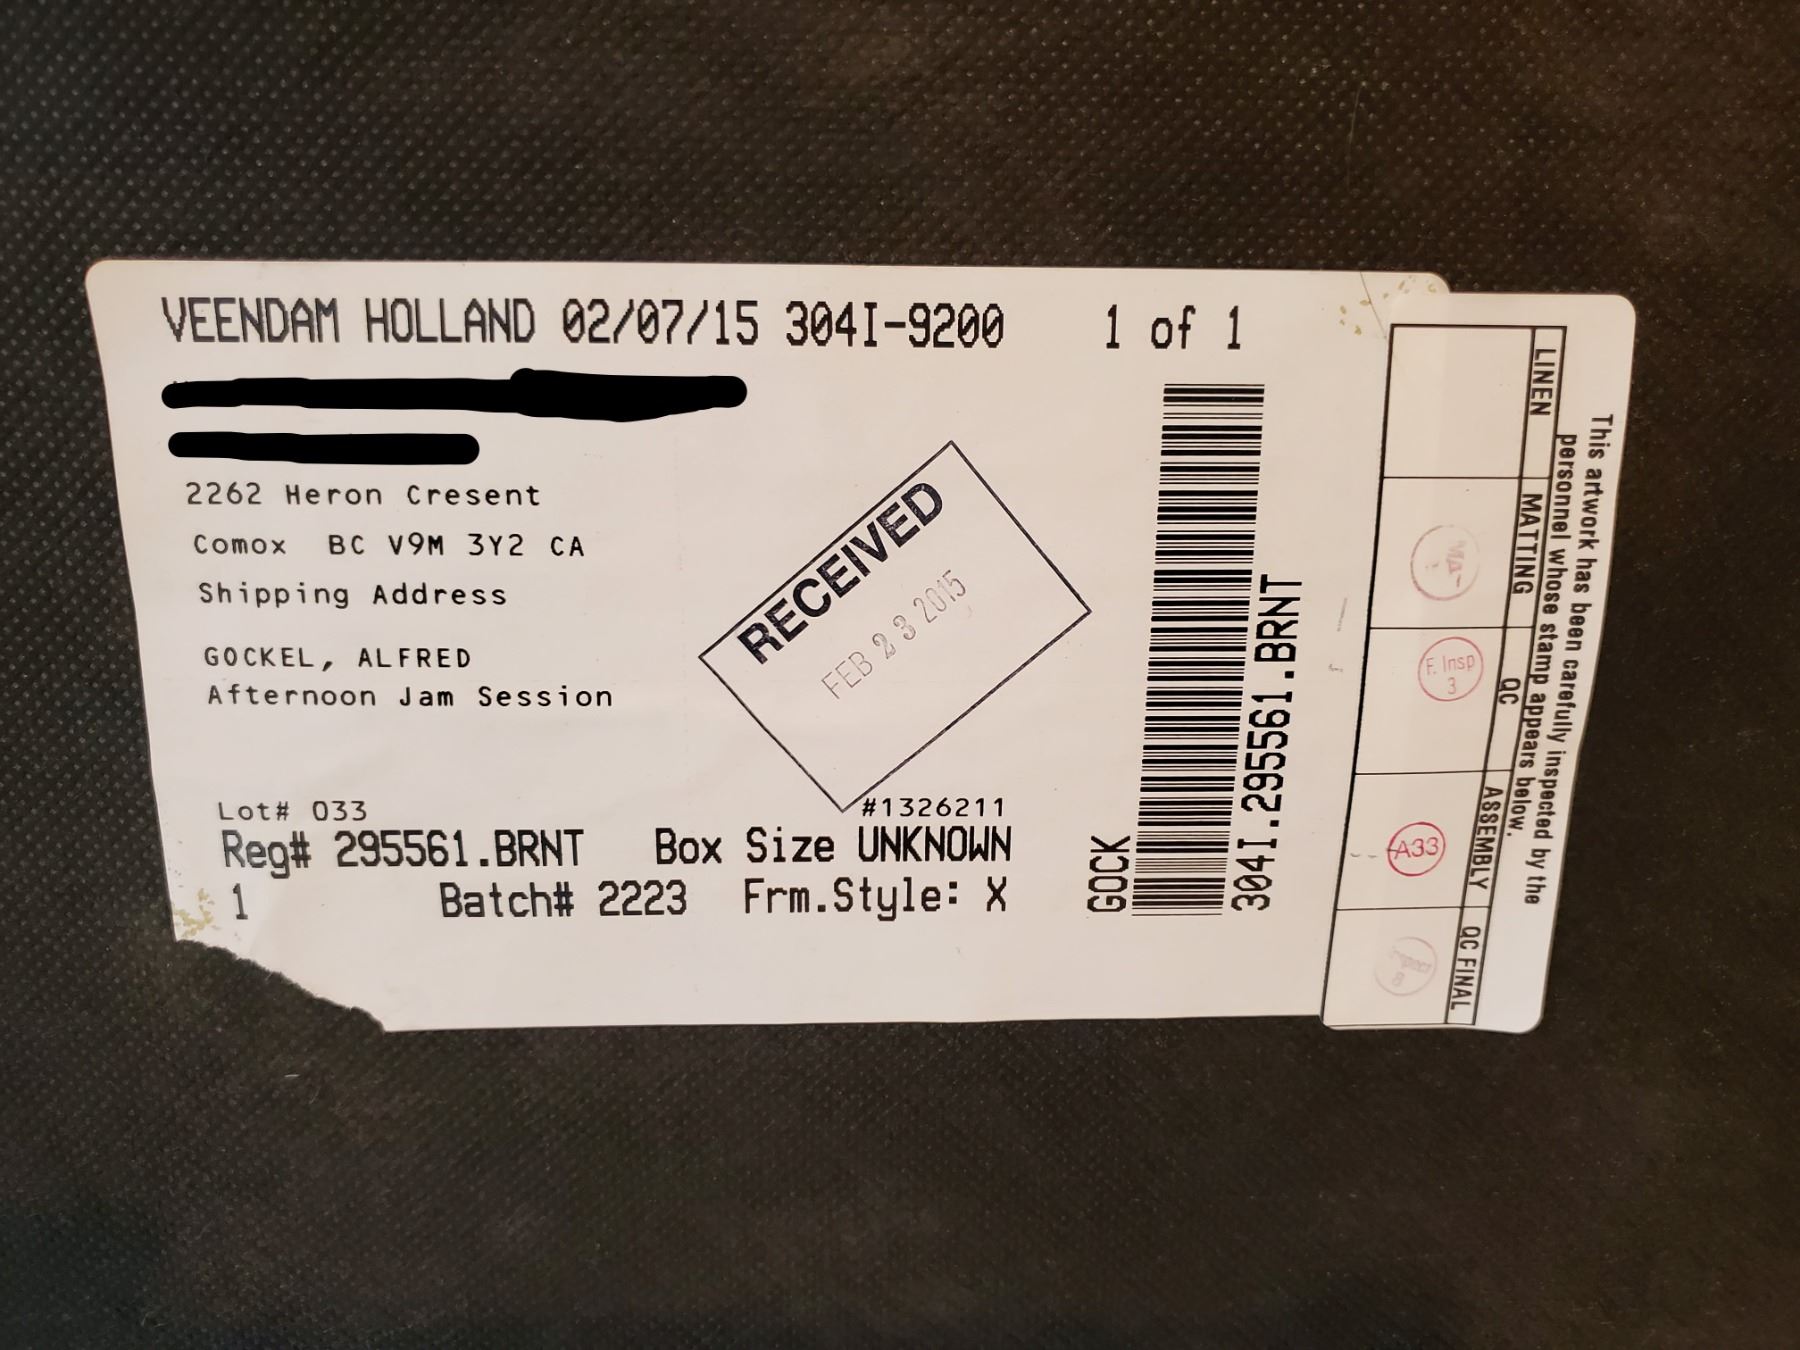 VEENDAM HOLLAND 02/07/15 304I-9200 1 of 1
2262 Heron Cresent
Comox BC V9M 3Y2 CA
Shipping Address
GOCKEL, ALFRED
Afternoon Jam Session
RECEIVED
FEB 23 2015
Lot# 033 #1326211
Reg# 295561.BRNT Box Size UNKNOWN
1 Batch# 2223 Frm.Style: X
GOCK
304I.295561.BRNT
This artwork has been carefully inspected by the
personnel whose stamp appears below.
LINEN MATTING QC ASSEMBLY QC FINAL
F. Insp
3
A33
8